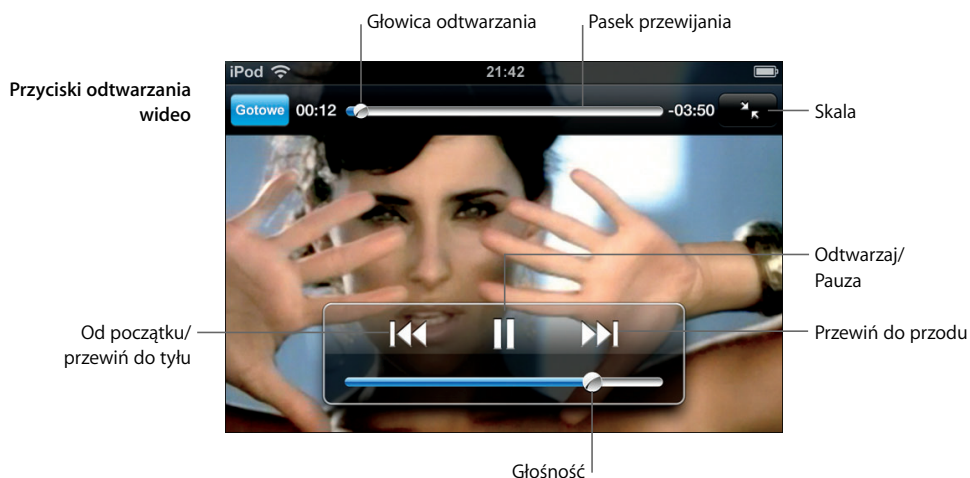 Głowica odtwarzania
Pasek przewijania
Przyciski odtwarzania
wideo
iPod
21:42
Gotowe
00:12
-03:50
Skala
Odtwarzaj/
Pauza
Od początku/
przewiń do tyłu
Przewiń do przodu
Głośność